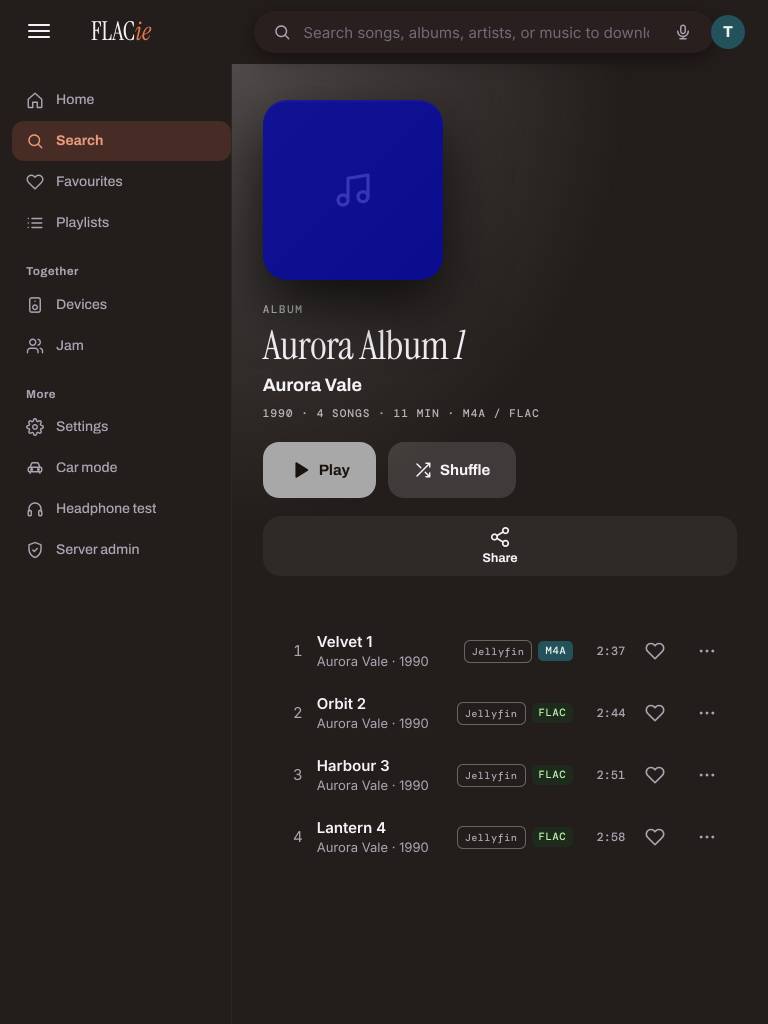 FLACie
Search songs, albums, artists, or music to downl
T
Home
Search
Favourites
Playlists
Together
Devices
Jam
More
Settings
Car mode
Headphone test
Server admin
ALBUM
Aurora Album 1
Aurora Vale
1990 · 4 SONGS · 11 MIN · M4A / FLAC
Play
Shuffle
Share
1 Velvet 1 Jellyfin M4A 2:37
Aurora Vale · 1990
2 Orbit 2 Jellyfin FLAC 2:44
Aurora Vale · 1990
3 Harbour 3 Jellyfin FLAC 2:51
Aurora Vale · 1990
4 Lantern 4 Jellyfin FLAC 2:58
Aurora Vale · 1990